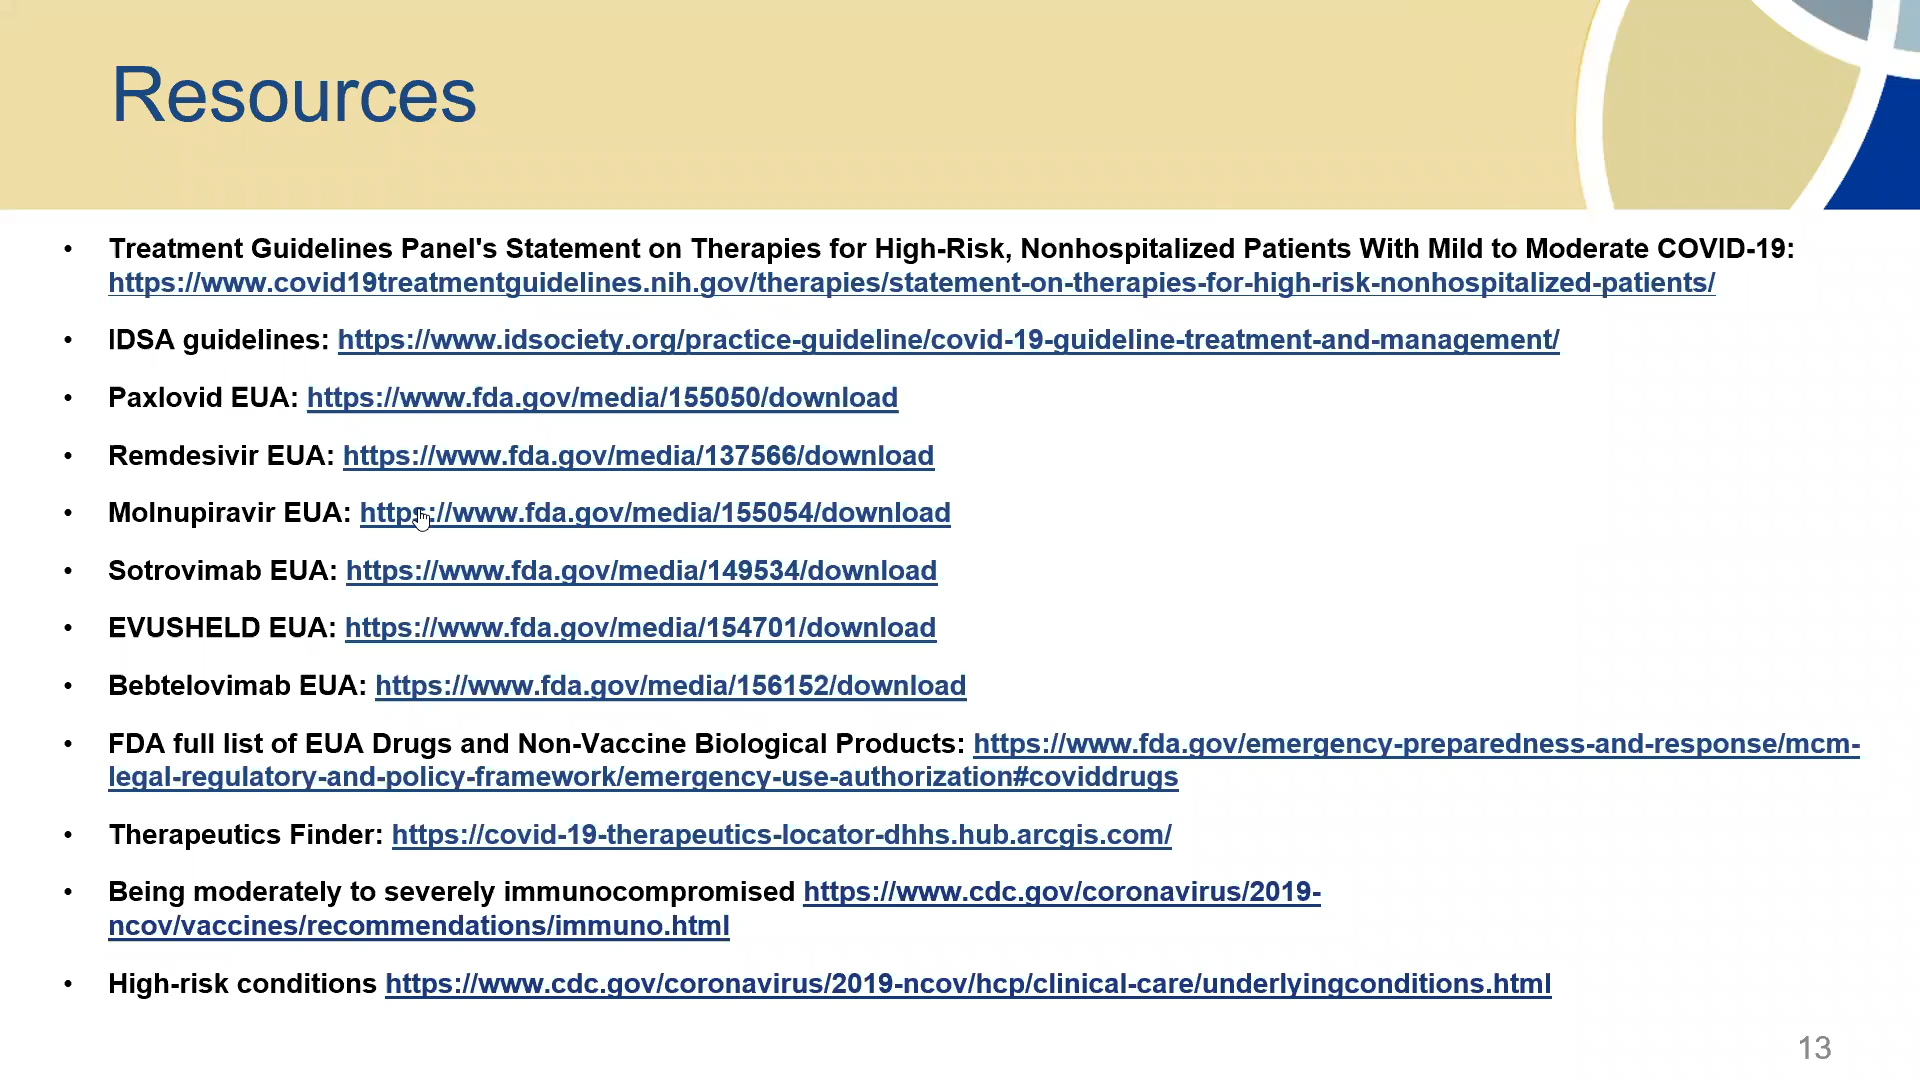 Resources
• Treatment Guidelines Panel's Statement on Therapies for High-Risk, Nonhospitalized Patients With Mild to Moderate COVID-19:
https://www.covid19treatmentguidelines.nih.gov/therapies/statement-on-therapies-for-high-risk-nonhospitalized-patients/
• IDSA guidelines: https://www.idsociety.org/practice-guideline/covid-19-guideline-treatment-and-management/
• Paxlovid EUA: https://www.fda.gov/media/155050/download
• Remdesivir EUA: https://www.fda.gov/media/137566/download
• Molnupiravir EUA: https://www.fda.gov/media/155054/download
• Sotrovimab EUA: https://www.fda.gov/media/149534/download
• EVUSHELD EUA: https://www.fda.gov/media/154701/download
• Bebtelovimab EUA: https://www.fda.gov/media/156152/download
• FDA full list of EUA Drugs and Non-Vaccine Biological Products: https://www.fda.gov/emergency-preparedness-and-response/mcm-
legal-regulatory-and-policy-framework/emergency-use-authorization#coviddrugs
• Therapeutics Finder: https://covid-19-therapeutics-locator-dhhs.hub.arcgis.com/
• Being moderately to severely immunocompromised https://www.cdc.gov/coronavirus/2019-
ncov/vaccines/recommendations/immuno.html
• High-risk conditions https://www.cdc.gov/coronavirus/2019-ncov/hcp/clinical-care/underlyingconditions.html
13